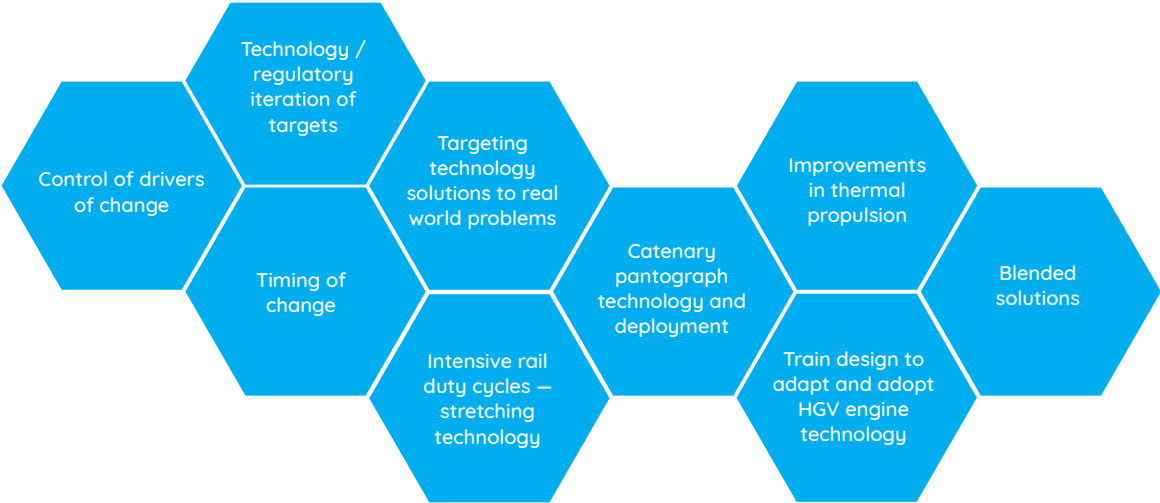 Control of drivers
of change
Technology /
regulatory
iteration of
targets
Timing of
change
Targeting
technology
solutions to real
world problems
Intensive rail
duty cycles –
stretching
technology
Catenary
pantograph
technology and
deployment
Improvements
in thermal
propulsion
Train design to
adapt and adopt
HGV engine
technology
Blended
solutions